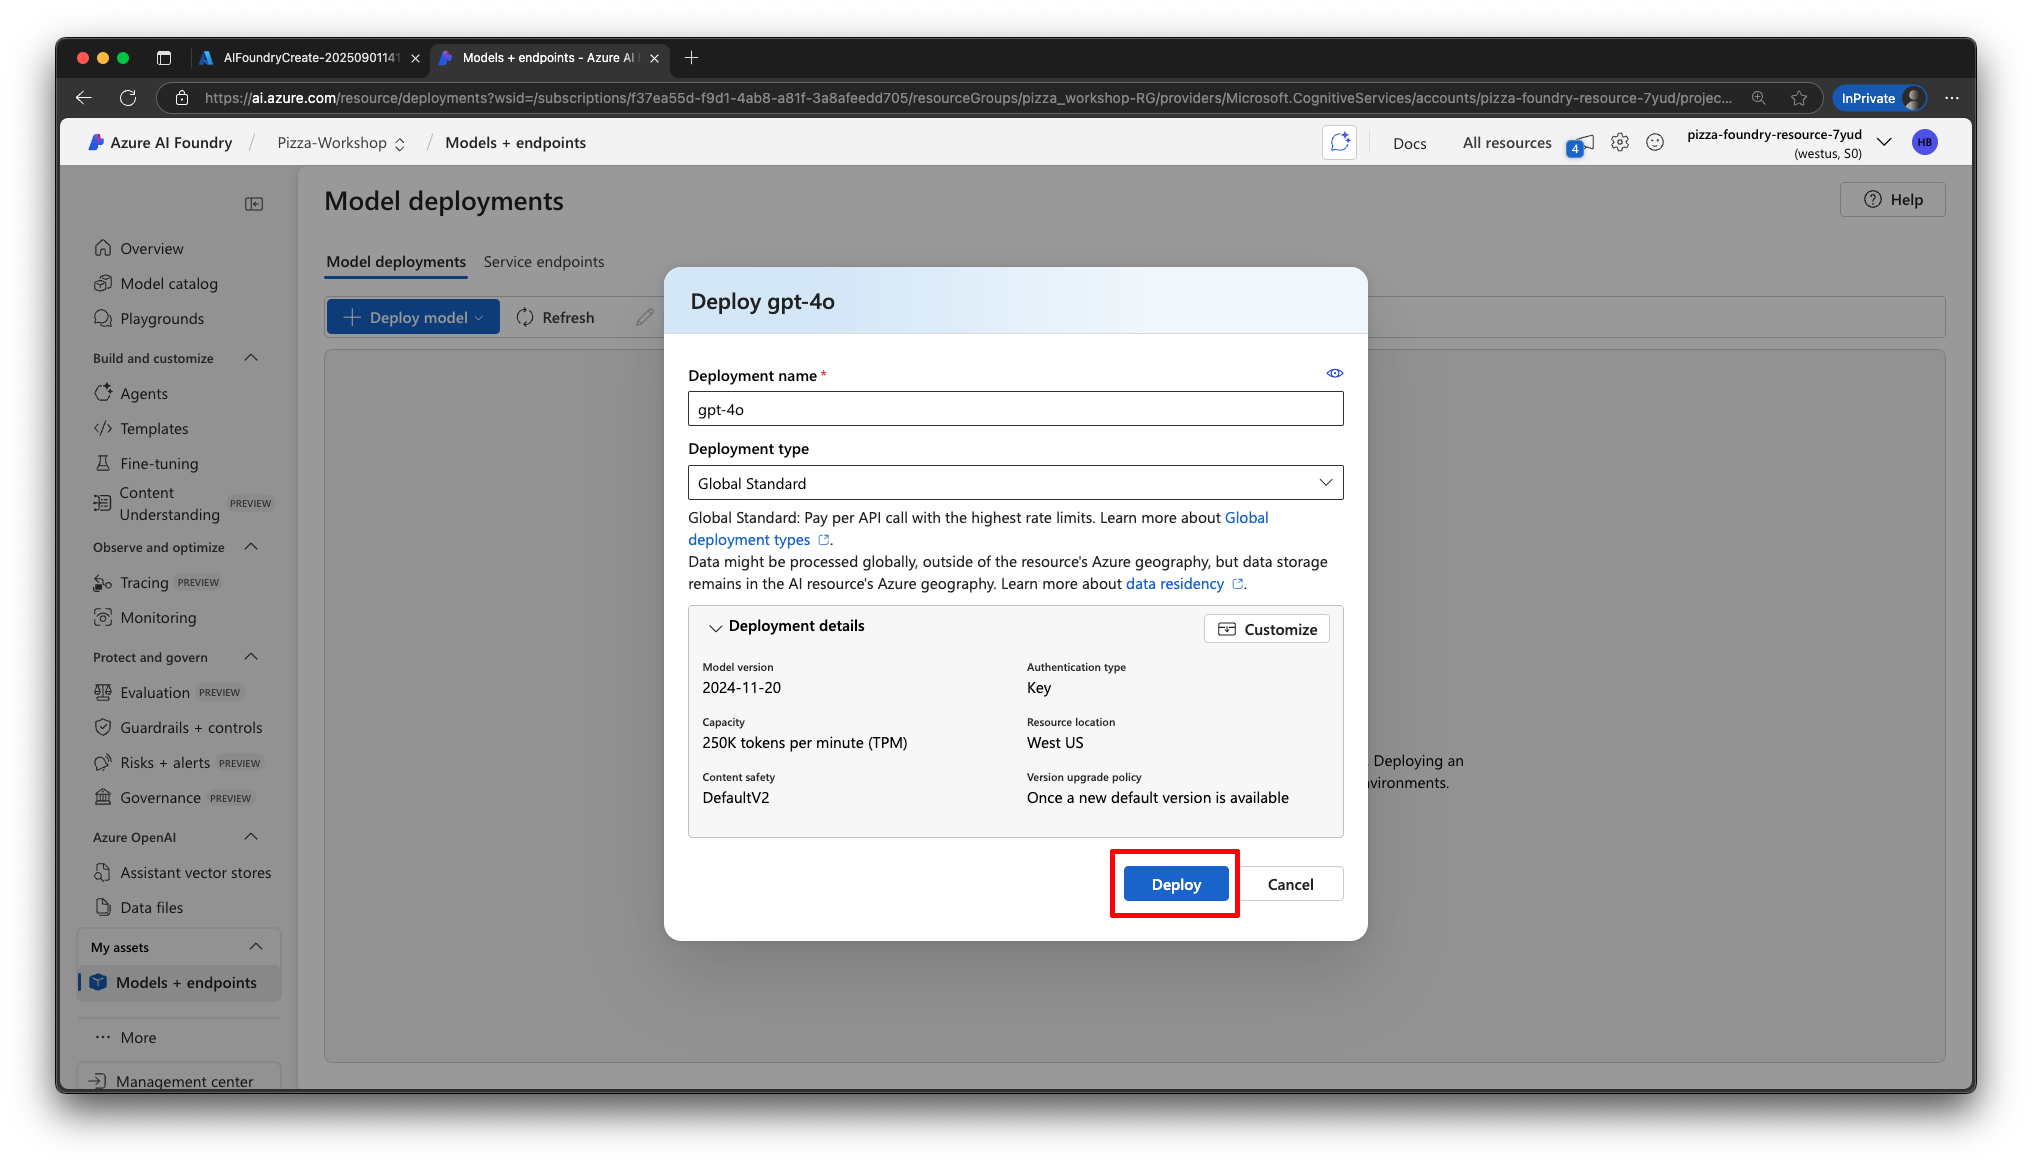 AIFoundryCreate-20250901141
Models + endpoints - Azure AI
https://ai.azure.com/resource/deployments?wsid=/subscriptions/f37ea55d-f9d1-4ab8-a81f-3a8afeedd705/resourceGroups/pizza_workshop-RG/providers/Microsoft.CognitiveServices/accounts/pizza-foundry-resource-7yud/projec...
InPrivate
Azure AI Foundry / Pizza-Workshop / Models + endpoints
Docs
All resources
4
pizza-foundry-resource-7yud
(westus, S0)
HB
Overview
Model catalog
Playgrounds
Build and customize
Agents
Templates
Fine-tuning
Content
Understanding PREVIEW
Observe and optimize
Tracing PREVIEW
Monitoring
Protect and govern
Evaluation PREVIEW
Guardrails + controls
Risks + alerts PREVIEW
Governance PREVIEW
Azure OpenAI
Assistant vector stores
Data files
My assets
Models + endpoints
More
Management center
Model deployments
Help
Model deployments Service endpoints
Deploy model Refresh
Deploy gpt-4o
Deployment name *
gpt-4o
Deployment type
Global Standard
Global Standard: Pay per API call with the highest rate limits. Learn more about Global
deployment types .
Data might be processed globally, outside of the resource's Azure geography, but data storage
remains in the AI resource's Azure geography. Learn more about data residency .
Deployment details
Customize
Model version
2024-11-20
Authentication type
Key
Capacity
250K tokens per minute (TPM)
Resource location
West US
Content safety
DefaultV2
Version upgrade policy
Once a new default version is available
Deploy
Cancel
. Deploying an
vironments.